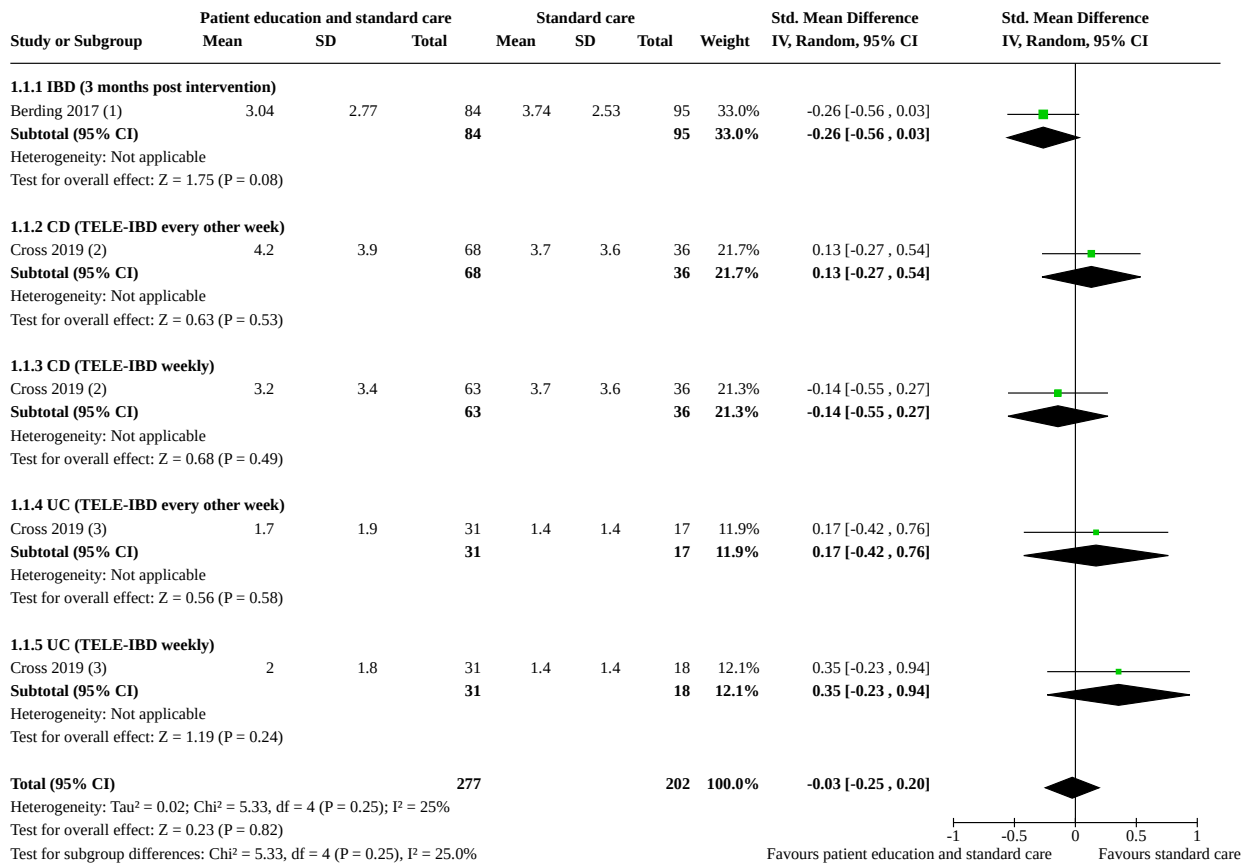 Patient education and standard care Standard care Std. Mean Difference Std. Mean Difference
Study or Subgroup Mean SD Total Mean SD Total Weight IV, Random, 95% CI IV, Random, 95% CI
1.1.1 IBD (3 months post intervention)
Berding 2017 (1) 3.04 2.77 84 3.74 2.53 95 33.0% -0.26 [-0.56 , 0.03]
Subtotal (95% CI) 84 95 33.0% -0.26 [-0.56 , 0.03]
Heterogeneity: Not applicable
Test for overall effect: Z = 1.75 (P = 0.08)
1.1.2 CD (TELE-IBD every other week)
Cross 2019 (2) 4.2 3.9 68 3.7 3.6 36 21.7% 0.13 [-0.27 , 0.54]
Subtotal (95% CI) 68 36 21.7% 0.13 [-0.27 , 0.54]
Heterogeneity: Not applicable
Test for overall effect: Z = 0.63 (P = 0.53)
1.1.3 CD (TELE-IBD weekly)
Cross 2019 (2) 3.2 3.4 63 3.7 3.6 36 21.3% -0.14 [-0.55 , 0.27]
Subtotal (95% CI) 63 36 21.3% -0.14 [-0.55 , 0.27]
Heterogeneity: Not applicable
Test for overall effect: Z = 0.68 (P = 0.49)
1.1.4 UC (TELE-IBD every other week)
Cross 2019 (3) 1.7 1.9 31 1.4 1.4 17 11.9% 0.17 [-0.42 , 0.76]
Subtotal (95% CI) 31 17 11.9% 0.17 [-0.42 , 0.76]
Heterogeneity: Not applicable
Test for overall effect: Z = 0.56 (P = 0.58)
1.1.5 UC (TELE-IBD weekly)
Cross 2019 (3) 2 1.8 31 1.4 1.4 18 12.1% 0.35 [-0.23 , 0.94]
Subtotal (95% CI) 31 18 12.1% 0.35 [-0.23 , 0.94]
Heterogeneity: Not applicable
Test for overall effect: Z = 1.19 (P = 0.24)
Total (95% CI) 277 202 100.0% -0.03 [-0.25 , 0.20]
Heterogeneity: Tau² = 0.02; Chi² = 5.33, df = 4 (P = 0.25); I² = 25%
Test for overall effect: Z = 0.23 (P = 0.82)
-1 -0.5 0 0.5 1
Test for subgroup differences: Chi² = 5.33, df = 4 (P = 0.25), I² = 25.0% Favours patient education and standard care Favours standard care